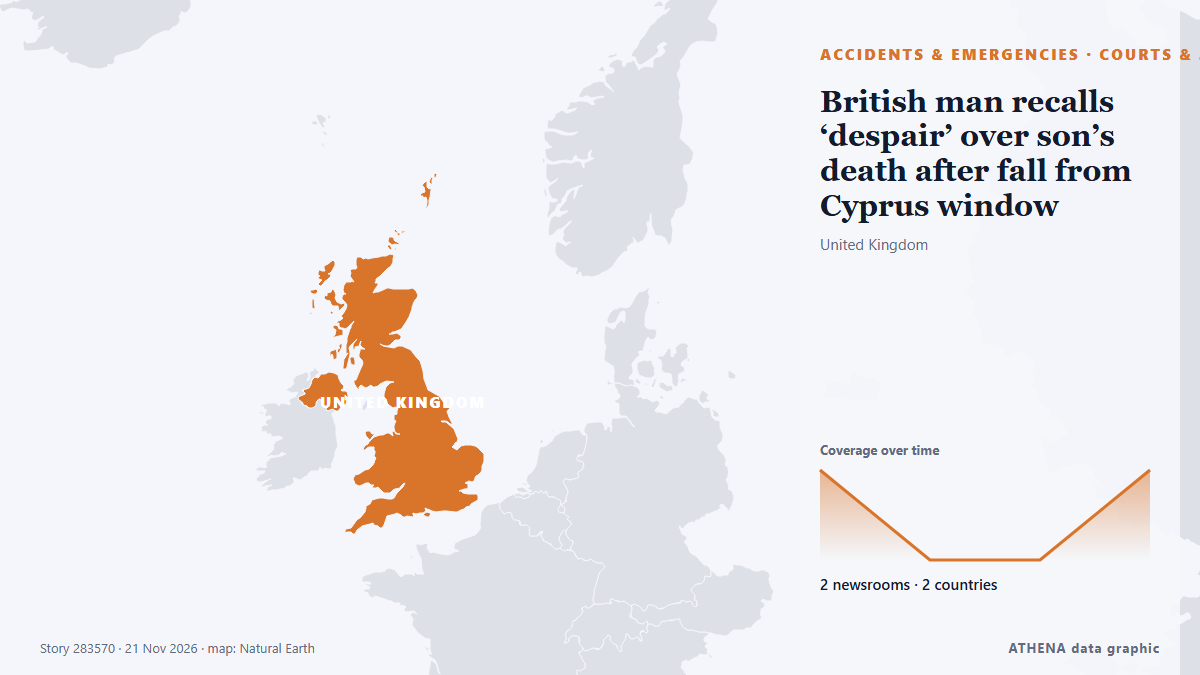 ACCIDENTS & EMERGENCIES · COURTS &
British man recalls
‘despair’ over son’s
death after fall from
Cyprus window
United Kingdom
UNITED KINGDOM
Coverage over time
2 newsrooms · 2 countries
Story 283570 · 21 Nov 2026 · map: Natural Earth
ATHENA data graphic